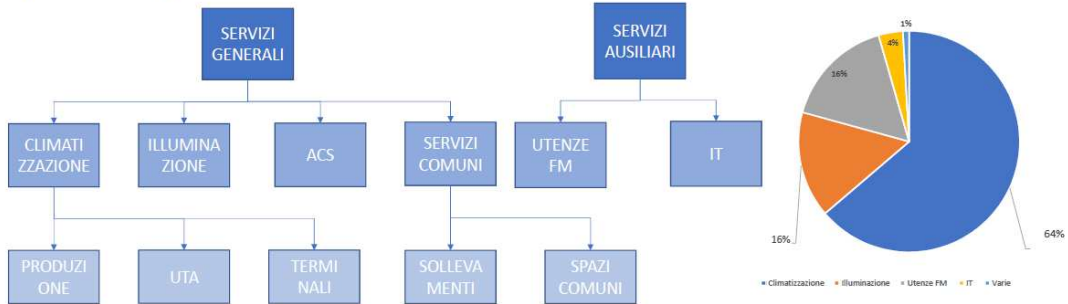 SERVIZI
GENERALI
SERVIZI
AUSILIARI
CLIMATI
ZZAZIONE
ILLUMINA
ZIONE
ACS
SERVIZI
COMUNI
UTENZE
FM
IT
PRODUZI
ONE
UTA
TERMI
NALI
SOLLEVA
MENTI
SPAZI
COMUNI
1%
4%
16%
16%
64%
Climatizzazione Illuminazione Utenze FM IT Varie